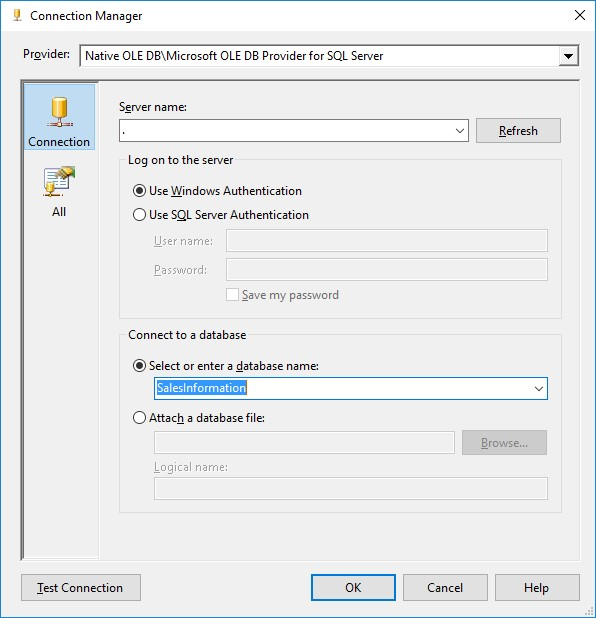 Connection Manager
Provider: Native OLE DB\Microsoft OLE DB Provider for SQL Server
Connection
All
Server name:
. Refresh
Log on to the server
Use Windows Authentication
Use SQL Server Authentication
User name:
Password:
Save my password
Connect to a database
Select or enter a database name:
SalesInformation
Attach a database file:
Browse...
Logical name:
Test Connection OK Cancel Help